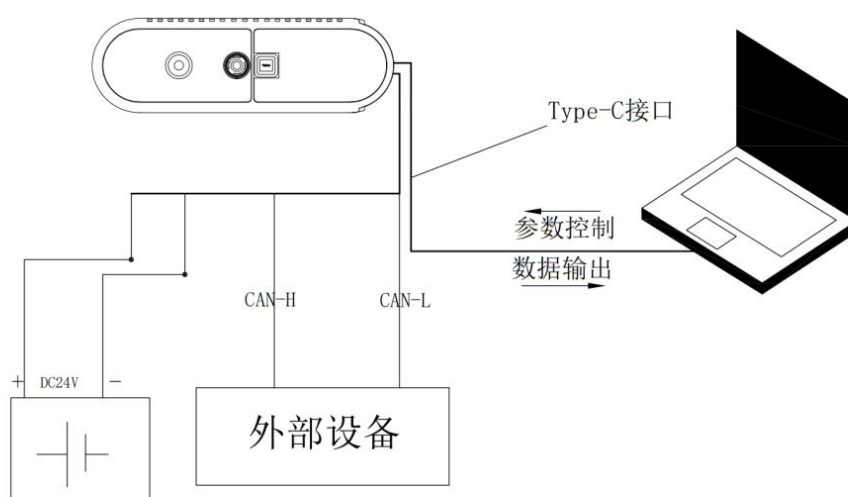 Type-C接口
参数控制
数据输出
CAN-H
CAN-L
+ DC24V −
外部设备